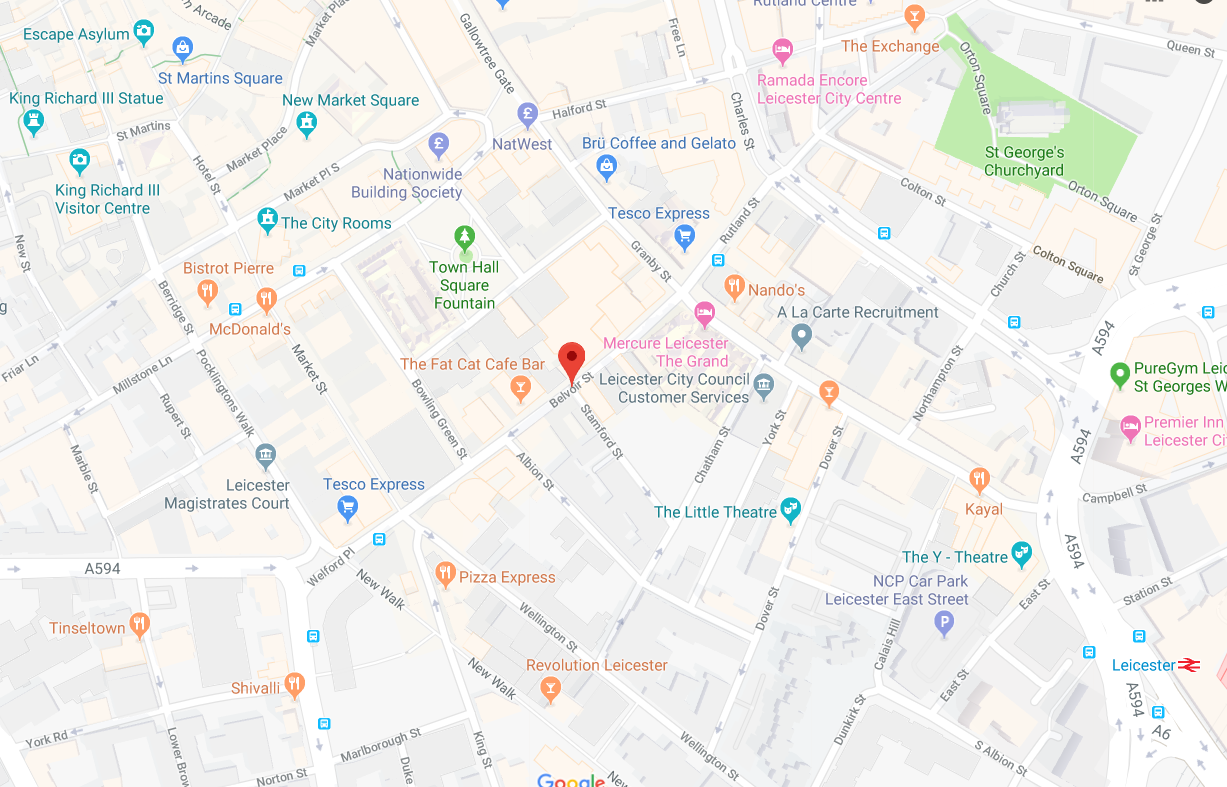 Rutland Centre
Arcade
Escape Asylum
Market Place
Gallowtree Gate
Free Ln
The Exchange
Queen St
St Martins Square
Ramada Encore
Leicester City Centre
Orton Square
King Richard III Statue
New Market Square
Halford St
Charles St
St Martins
Market Place
NatWest
Brü Coffee and Gelato
St George's
Churchyard
Hotel St
Market Pl S
Nationwide
Building Society
King Richard III
Visitor Centre
Colton St
Orton Square
The City Rooms
Tesco Express
Rutland St
St George St
New St
Granby St
Church St
Colton Square
Bistrot Pierre
Town Hall
Square
Fountain
Berridge St
Nando's
McDonald's
A La Carte Recruitment
Mercure Leicester
The Grand
A594
Friar Ln
Millstone Ln
Market St
The Fat Cat Cafe Bar
Belvoir St
Leicester City Council
Customer Services
Northampton St
PureGym Leic
St Georges W
Pocklingtons Walk
Rupert St
Bowling Green St
Stamford St
York St
Premier Inn
Leicester Ci
Dover St
A594
Chatham St
Marble St
Albion St
Leicester
Magistrates Court
Tesco Express
Campbell St
Kayal
The Little Theatre
A594
Welford Pl
A594
The Y - Theatre
New Walk
Pizza Express
NCP Car Park
Leicester East Street
East St
Station St
Tinseltown
Wellington St
Dover St
Calais Hill
Revolution Leicester
Leicester
Shivalli
New Walk
East St
A594
York Rd
Dunkirk St
A6
Lower Brow
Marlborough St
King St
Wellington St
S Albion St
Norton St
Duke
New
Google